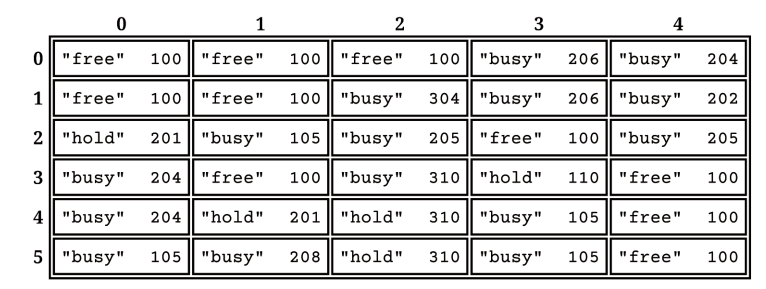 0 1 2 3 4
0 "free" 100 "free" 100 "free" 100 "busy" 206 "busy" 204
1 "free" 100 "free" 100 "busy" 304 "busy" 206 "busy" 202
2 "hold" 201 "busy" 105 "busy" 205 "free" 100 "busy" 205
3 "busy" 204 "free" 100 "busy" 310 "hold" 110 "free" 100
4 "busy" 204 "hold" 201 "hold" 310 "busy" 105 "free" 100
5 "busy" 105 "busy" 208 "hold" 310 "busy" 105 "free" 100